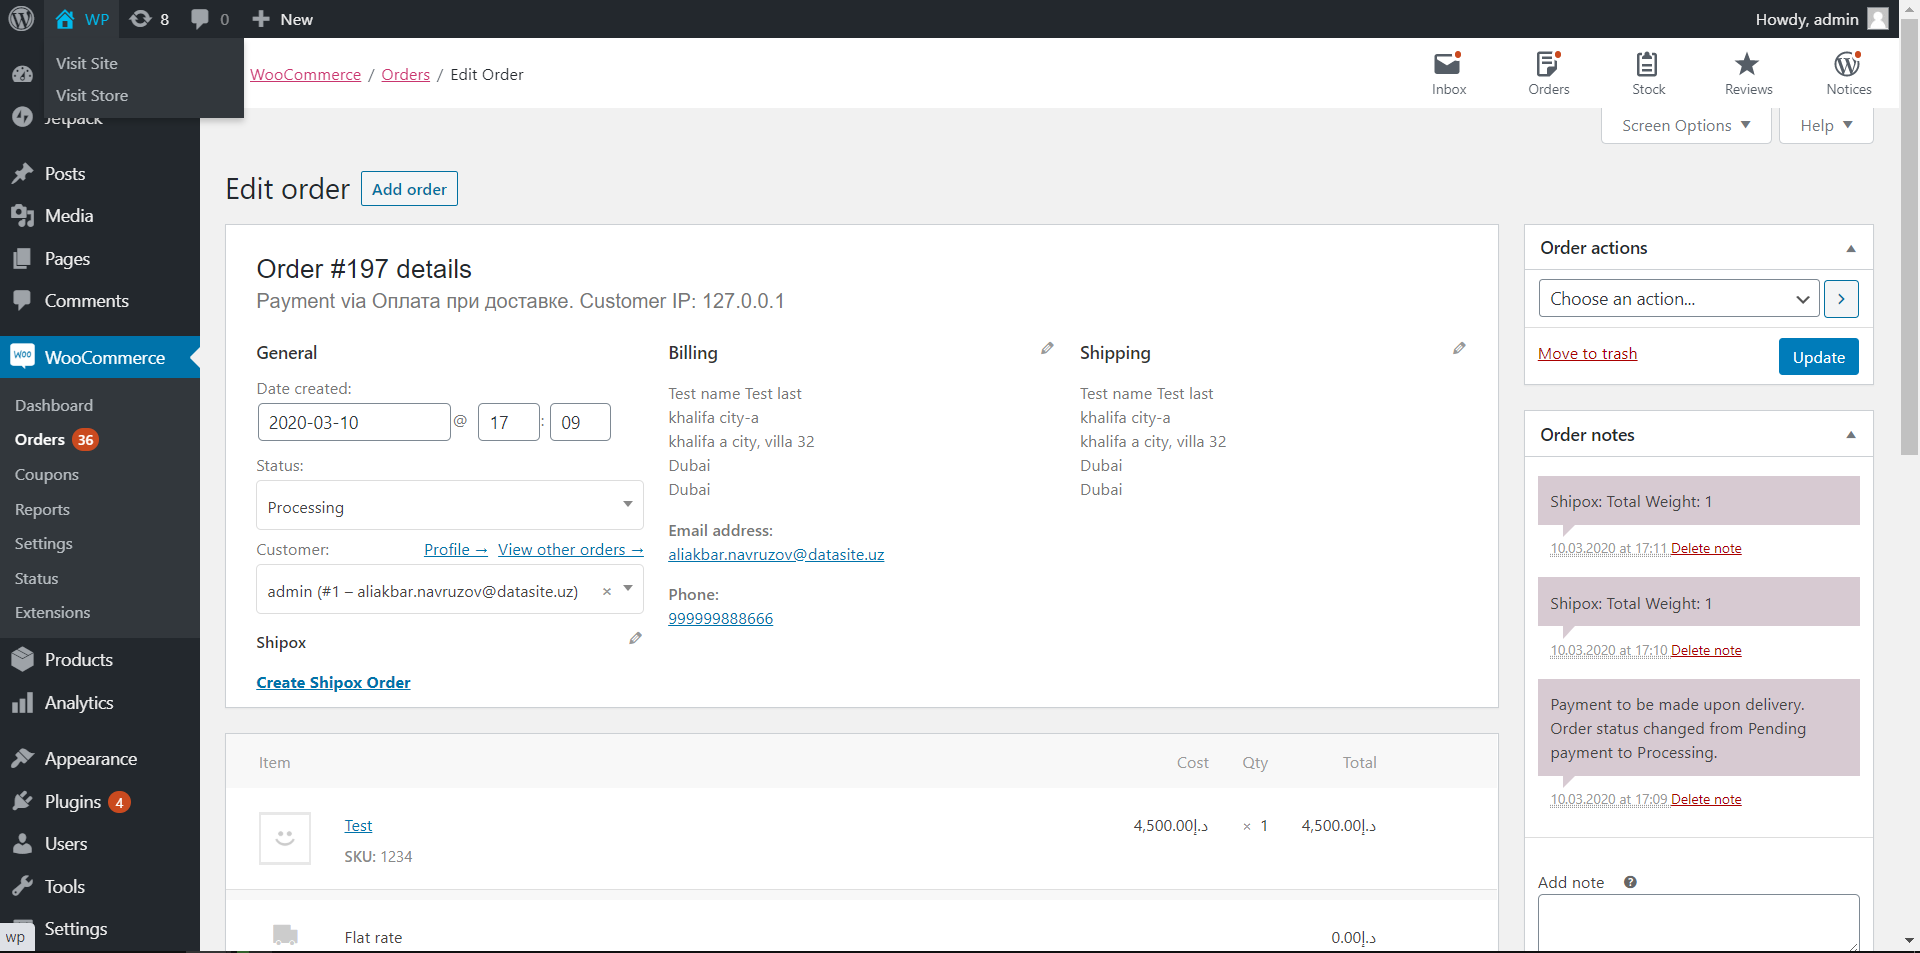 WP
8
0
New
Howdy, admin
Visit Site
Visit Store
Jetpack
Posts
Media
Pages
Comments
WooCommerce
Dashboard
Orders 36
Coupons
Reports
Settings
Status
Extensions
Products
Analytics
Appearance
Plugins 4
Users
Tools
Settings
wp
WooCommerce / Orders / Edit Order
Inbox
Orders
Stock
Reviews
Notices
Screen Options
Help
Edit order
Add order
Order #197 details
Payment via Оплата при доставке. Customer IP: 127.0.0.1
General
Date created:
2020-03-10 @ 17 : 09
Status:
Processing
Customer:
Profile → View other orders →
admin (#1 – aliakbar.navruzov@datasite.uz) ×
Shipox
Create Shipox Order
Billing
Test name Test last
khalifa city-a
khalifa a city, villa 32
Dubai
Dubai
Email address:
aliakbar.navruzov@datasite.uz
Phone:
999999888666
Shipping
Test name Test last
khalifa city-a
khalifa a city, villa 32
Dubai
Dubai
Item Cost Qty Total
Test 4,500.00د.إ × 1 4,500.00د.إ
SKU: 1234
Flat rate 0.00د.إ
Order actions
Choose an action...
Move to trash
Update
Order notes
Shipox: Total Weight: 1
10.03.2020 at 17:11 Delete note
Shipox: Total Weight: 1
10.03.2020 at 17:10 Delete note
Payment to be made upon delivery.
Order status changed from Pending
payment to Processing.
10.03.2020 at 17:09 Delete note
Add note ?